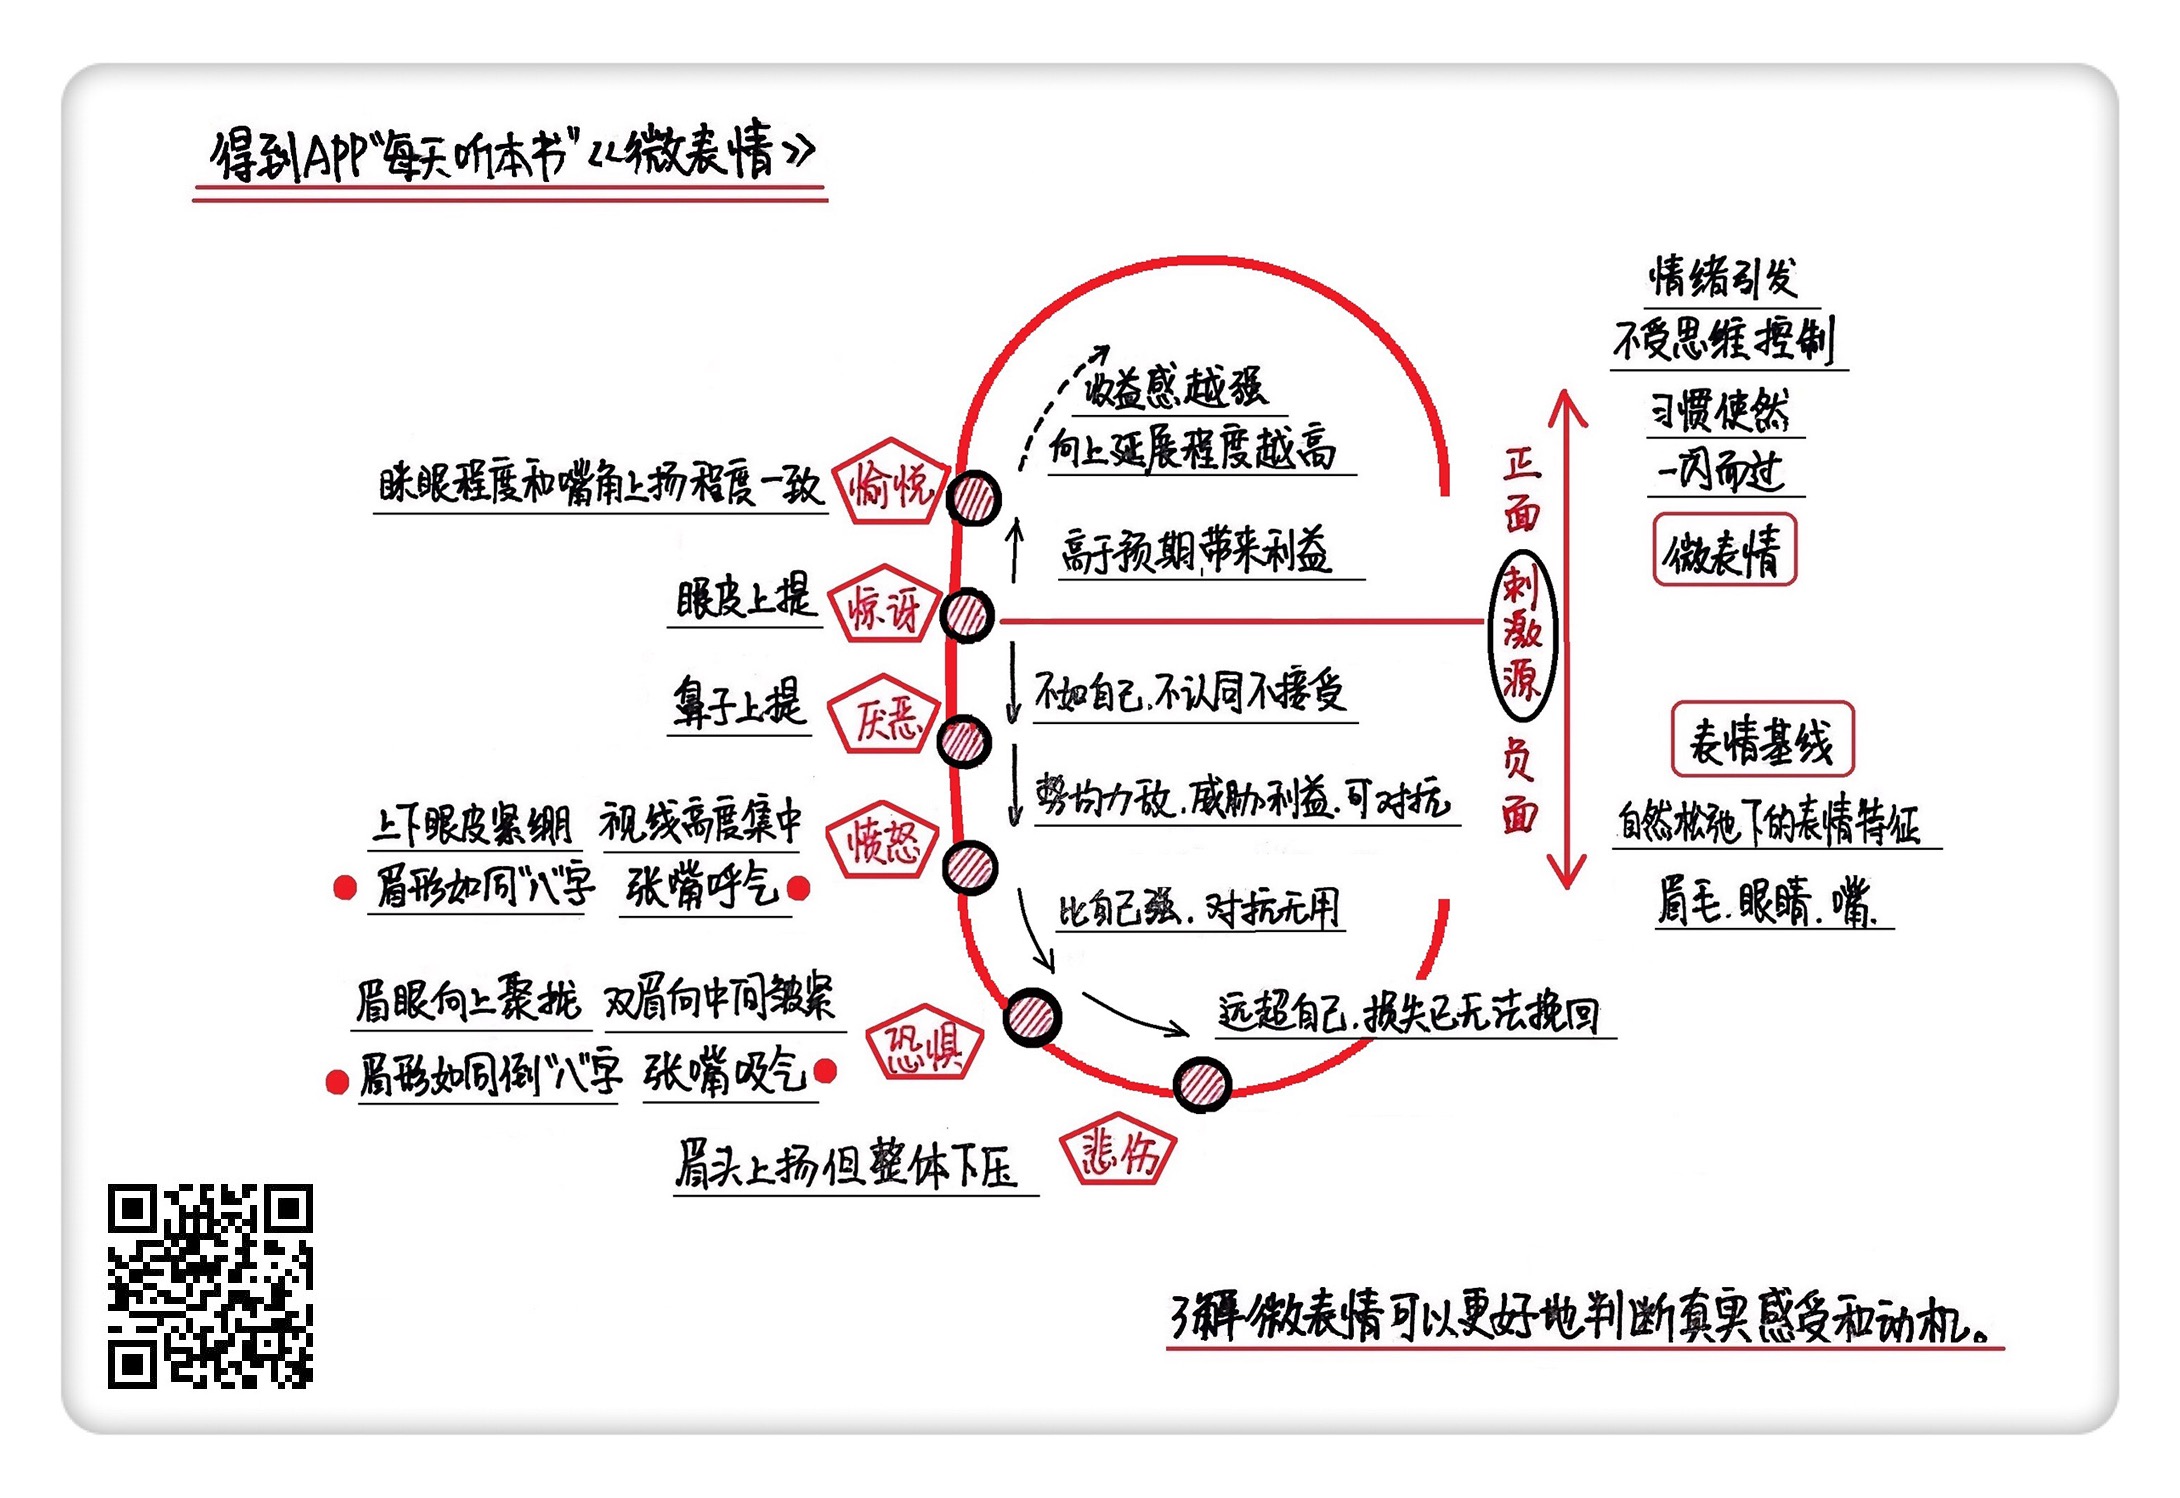 得到APP“每天听本书”《微表情》
情绪引发
不受思维控制
习惯使然
一闪而过
微表情
收益感越强
向上延展程度越高
正面
眯眼程度和嘴角上扬程度一致
愉悦
高于预期,带来利益
眼皮上提
惊讶
刺激源
鼻子上提
厌恶
不如自己.不认同不接受
表情基线
负面
自然松弛下的表情特征
眉毛.眼睛.嘴.
上下眼皮紧绷 视线高度集中
愤怒
势均力敌.威胁利益.可对抗
眉形如同“八”字 张嘴呼气
比自己强.对抗无用
眉眼向上聚拢 双眉向中间皱紧
恐惧
远超自己.损失已无法挽回
眉形如同倒“八”字 张嘴吸气
眉头上扬但整体下压
悲伤
了解微表情可以更好地判断真实感受和动机。